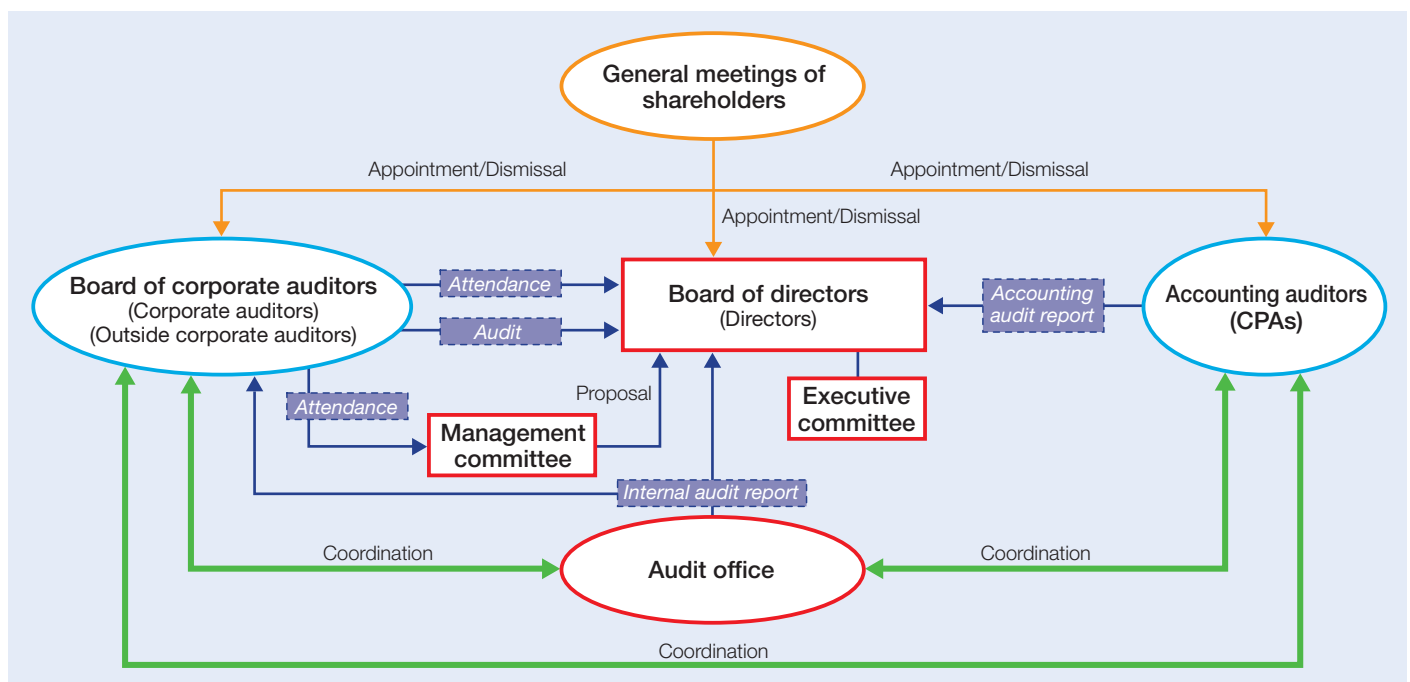 General meetings of
shareholders
Appointment/Dismissal
Appointment/Dismissal
Appointment/Dismissal
Board of corporate auditors
(Corporate auditors)
(Outside corporate auditors)
Attendance
Audit
Board of directors
(Directors)
Accounting
audit report
Accounting auditors
(CPAs)
Attendance
Proposal
Executive
committee
Management
committee
Internal audit report
Coordination
Audit office
Coordination
Coordination